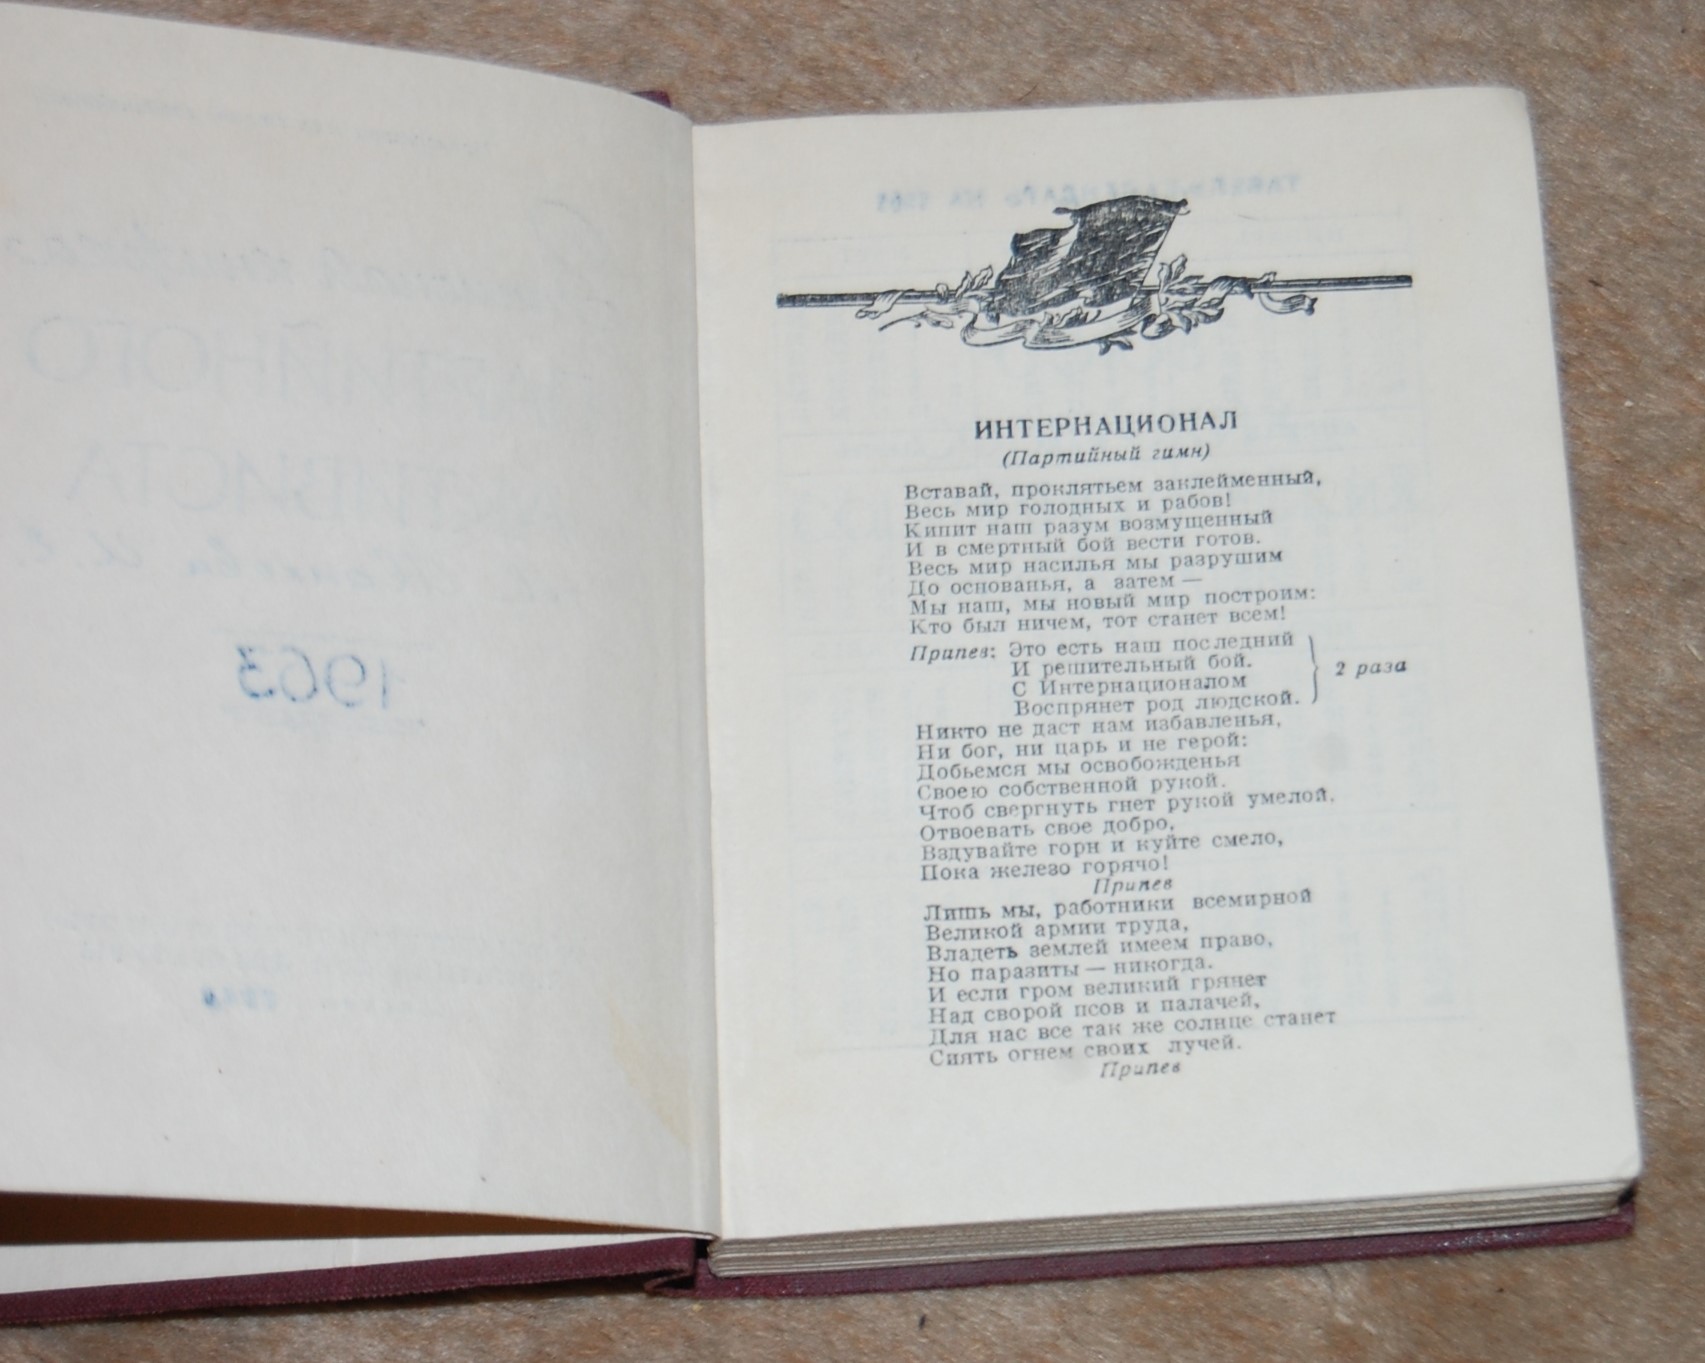 ПАРТИЙНОГО
1963
ИНТЕРНАЦИОНАЛ
(Партийный гимн)
Вставай, проклятьем заклейменный,
Весь мир голодных и рабов!
Кипит наш разум возмущенный
И в смертный бой вести готов.
Весь мир насилья мы разрушим
До основанья, а затем —
Мы наш, мы новый мир построим:
Кто был ничем, тот станет всем!
Припев: Это есть наш последний
И решительный бой.
С Интернационалом
Воспрянет род людской.
2 раза
Никто не даст нам избавленья,
Ни бог, ни царь и не герой:
Добьемся мы освобожденья
Своею собственной рукой.
Чтоб свергнуть гнет рукой умелой,
Отвоевать свое добро,
Вздувайте горн и куйте смело,
Пока железо горячо!
Припев
Лишь мы, работники всемирной
Великой армии труда,
Владеть землей имеем право,
Но паразиты — никогда.
И если гром великий грянет
Над сворой псов и палачей,
Для нас все так же солнце станет
Сиять огнем своих лучей.
Припев